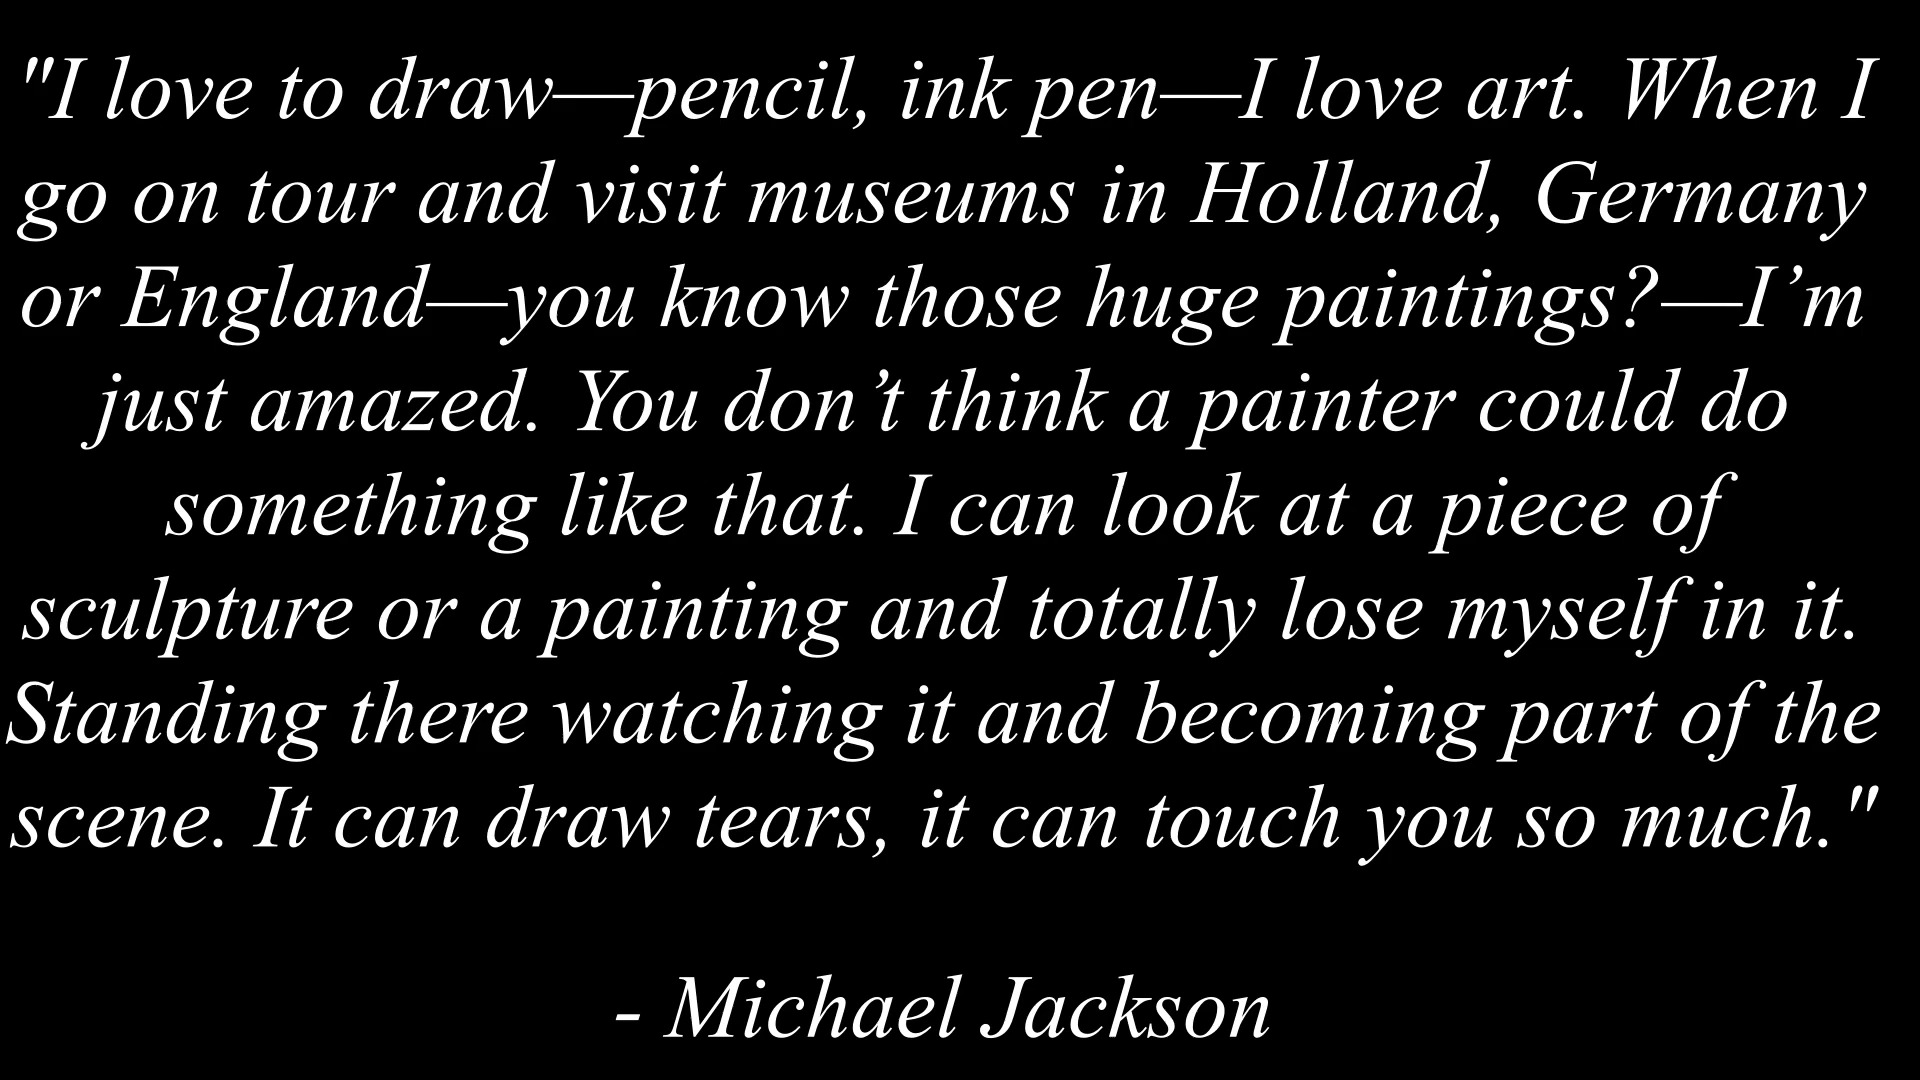 "I love to draw—pencil, ink pen—I love art. When I
go on tour and visit museums in Holland, Germany
or England—you know those huge paintings?—I’m
just amazed. You don’t think a painter could do
something like that. I can look at a piece of
sculpture or a painting and totally lose myself in it.
Standing there watching it and becoming part of the
scene. It can draw tears, it can touch you so much."
- Michael Jackson